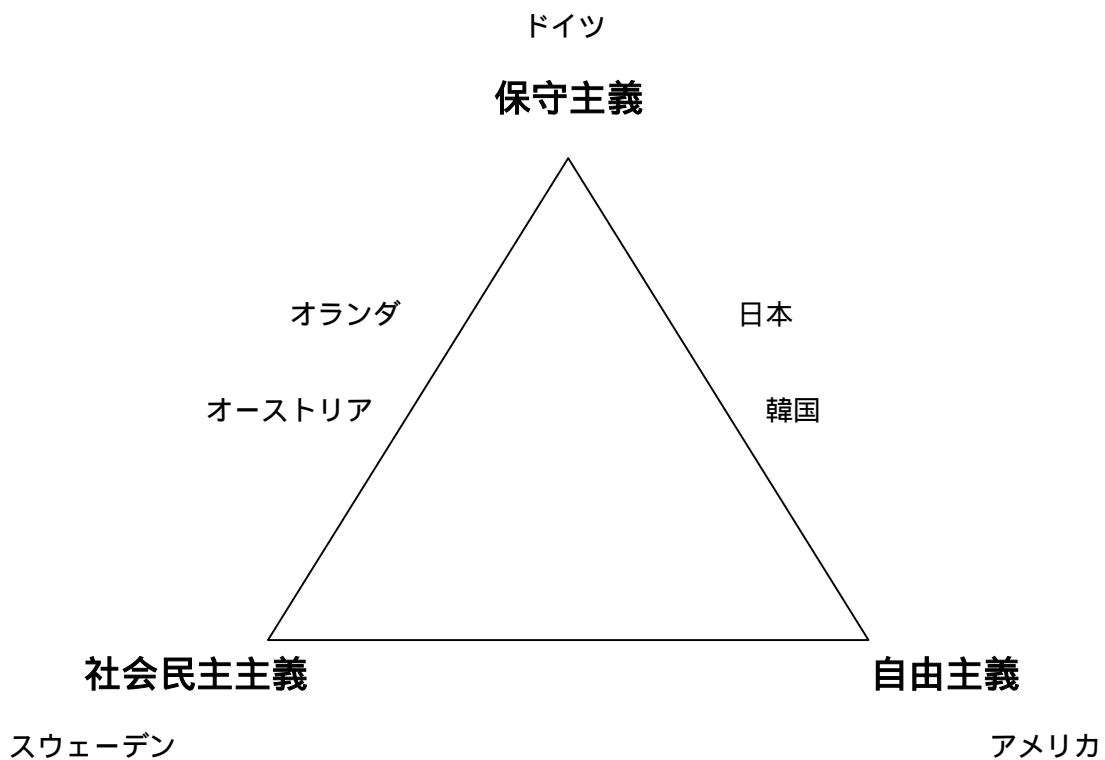 ドイツ
保守主義
オランダ
日本
オーストリア
韓国
社会民主主義
自由主義
スウェーデン
アメリカ